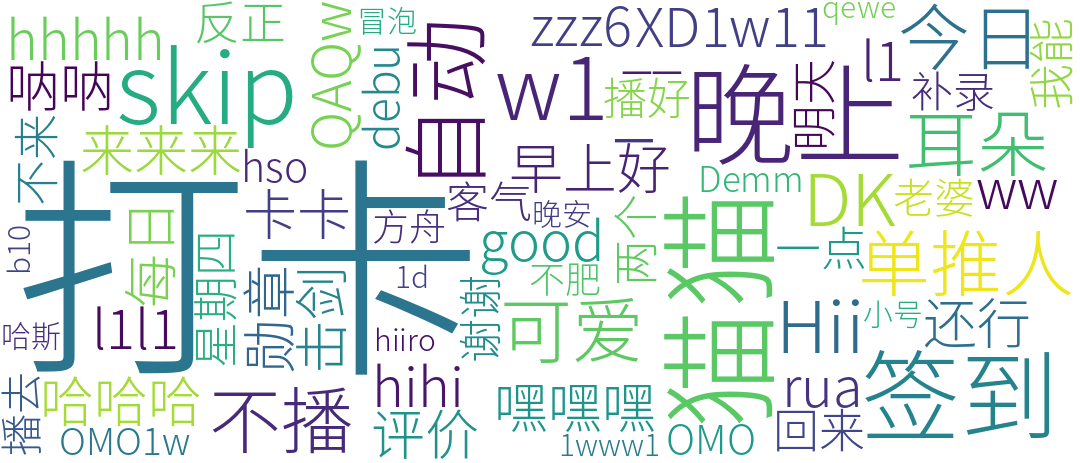 hhhhh
反正
冒泡
QAQw
自动
zzz6XD1w11
qewe
今日
我能
呐呐
skip
debu
w1
一一
播好
晚上
明天
l1
补录
耳朵
不来
来来来
hso
早上好
Demm
DK
老婆
ww
打卡
卡卡
客气
晚安
方舟
good
两个
猫猫
一点
单推人
b10
每日
星期四
勋章
击剑
1d
谢谢
不肥
可爱
Hii
小号
还行
哈斯
l1l1
hiiro
播去
哈哈哈
不播
hihi
评价
嘿嘿嘿
rua
回来
签到
OMO1w
1www1
OMO